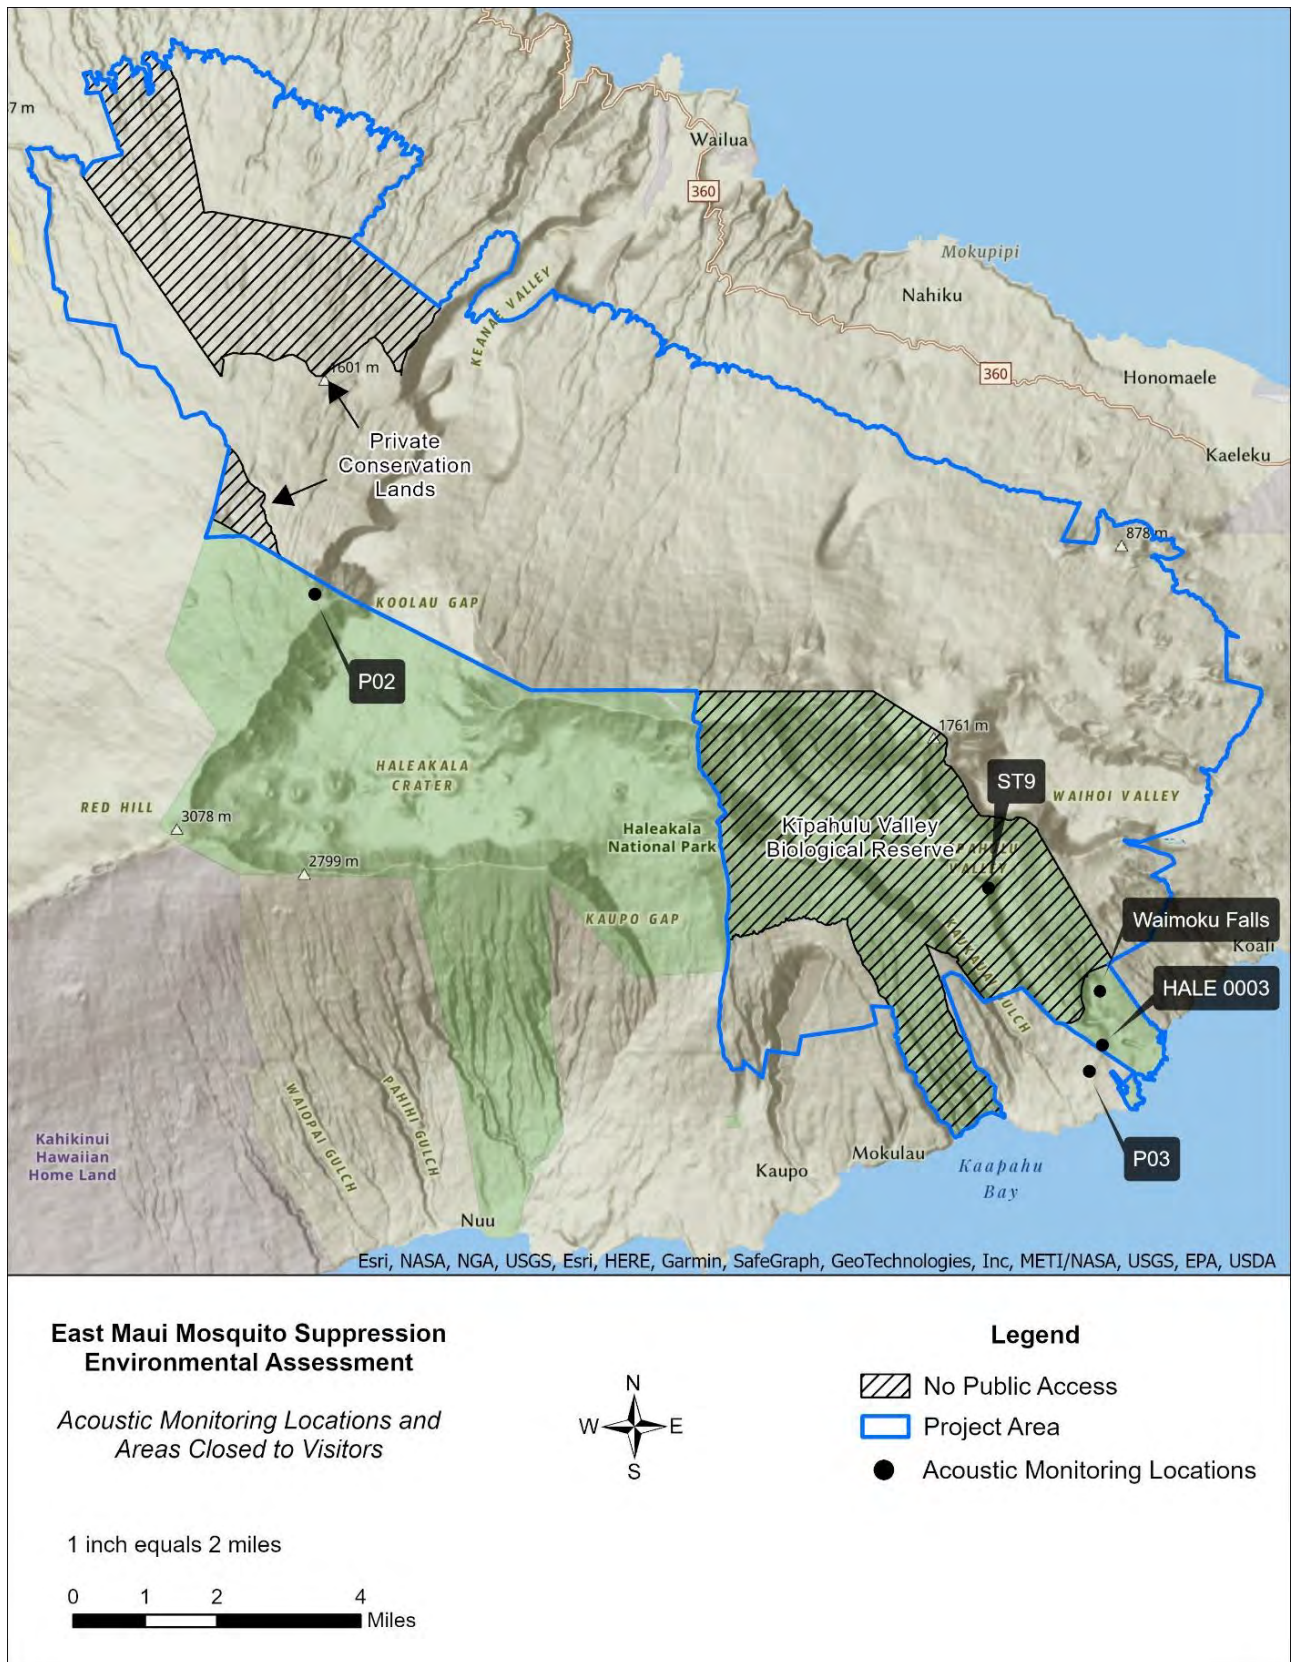 7 m
Wailua
360
Mokupipi
Nahiku
KEANAE VALLEY
360
Honomaele
1601 m
Private
Conservation
Lands
Kaeleku
878 m
KOOLAU GAP
P02
1761 m
HALEAKALA
CRATER
ST9
WAIHOI VALLEY
RED HILL
3078 m
Haleakala
National Park
Kīpahulu Valley
Biological Reserve
VALLEY
2799 m
KAUPO GAP
Waimoku Falls
Koali
GULCH
HALE 0003
WAIOPAI GULCH
PAHIHI GULCH
Kahikinui
Hawaiian
Home Land
P03
Mokulau
Kaupo
Kaapahu
Bay
Nuu
Esri, NASA, NGA, USGS, Esri, HERE, Garmin, SafeGraph, GeoTechnologies, Inc, METI/NASA, USGS, EPA, USDA
East Maui Mosquito Suppression
Environmental Assessment
Acoustic Monitoring Locations and
Areas Closed to Visitors
N
W E
S
Legend
No Public Access
Project Area
Acoustic Monitoring Locations
1 inch equals 2 miles
0 1 2 4
Miles